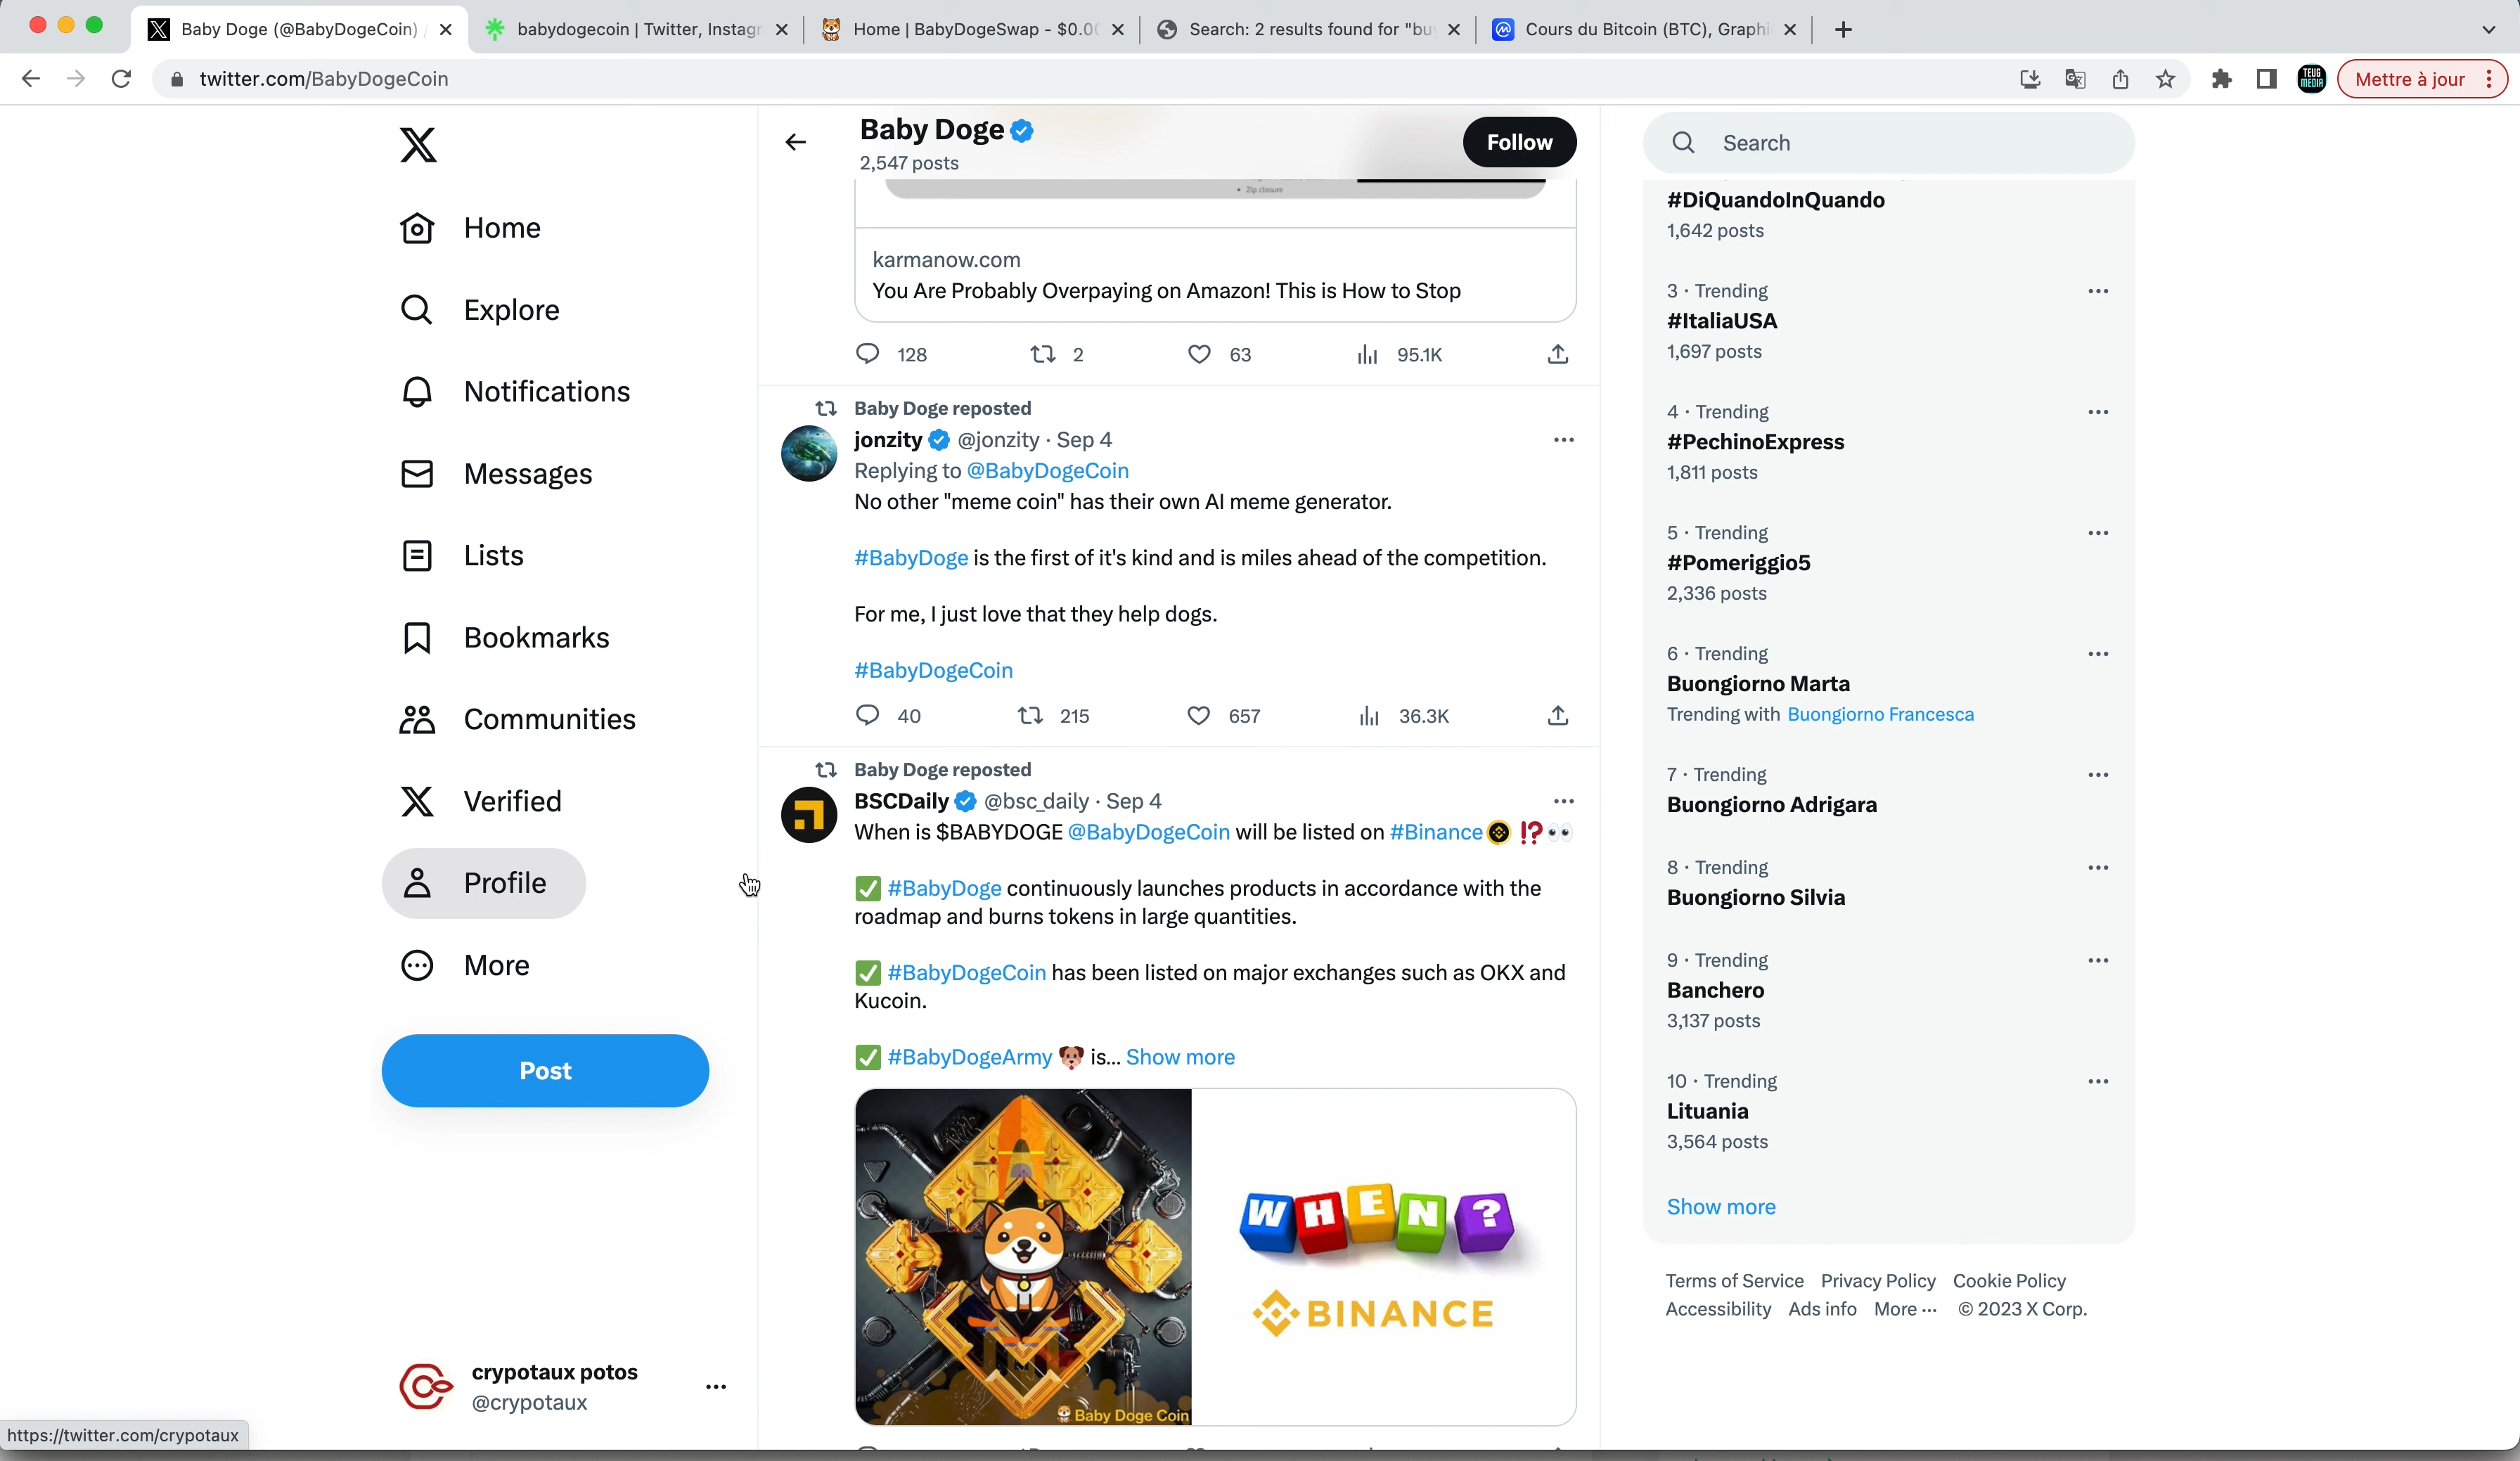 Baby Doge (@BabyDogeCoin) /
babydogecoin | Twitter, Instagr
Home | BabyDogeSwap - $0.00
Search: 2 results found for "bu
Cours du Bitcoin (BTC), Graphi
twitter.com/BabyDogeCoin
TEUG MEDIA
Mettre à jour
Home
Explore
Notifications
Messages
Lists
Bookmarks
Communities
Verified
Profile
More
Post
crypotaux potos
@crypotaux
https://twitter.com/crypotaux
Baby Doge
2,547 posts
Follow
• Zip closure
karmanow.com
You Are Probably Overpaying on Amazon! This is How to Stop
128 2 63 95.1K
Baby Doge reposted
jonzity @jonzity · Sep 4
Replying to @BabyDogeCoin
No other "meme coin" has their own AI meme generator.
#BabyDoge is the first of it's kind and is miles ahead of the competition.
For me, I just love that they help dogs.
#BabyDogeCoin
40 215 657 36.3K
Baby Doge reposted
BSCDaily @bsc_daily · Sep 4
When is $BABYDOGE @BabyDogeCoin will be listed on #Binance ⁉️👀
✅ #BabyDoge continuously launches products in accordance with the
roadmap and burns tokens in large quantities.
✅ #BabyDogeCoin has been listed on major exchanges such as OKX and
Kucoin.
✅ #BabyDogeArmy 🐶 is... Show more
Baby Doge Coin
WHEN?
BINANCE
Search
#DiQuandoInQuando
1,642 posts
3 · Trending
#ItaliaUSA
1,697 posts
4 · Trending
#PechinoExpress
1,811 posts
5 · Trending
#Pomeriggio5
2,336 posts
6 · Trending
Buongiorno Marta
Trending with Buongiorno Francesca
7 · Trending
Buongiorno Adrigara
8 · Trending
Buongiorno Silvia
9 · Trending
Banchero
3,137 posts
10 · Trending
Lituania
3,564 posts
Show more
Terms of Service Privacy Policy Cookie Policy
Accessibility Ads info More ··· © 2023 X Corp.